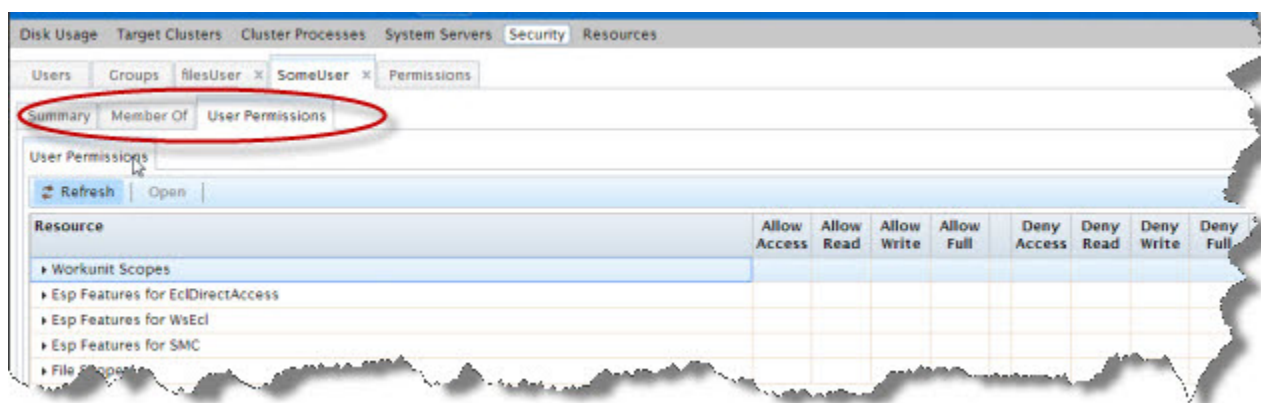 Disk Usage Target Clusters Cluster Processes System Servers Security Resources
Users Groups filesUser x SomeUser x Permissions
Summary Member Of User Permissions
User Permissions
Refresh Open
Resource Allow Access Allow Read Allow Write Allow Full Deny Access Deny Read Deny Write Deny Full
Workunit Scopes
Esp Features for EclDirectAccess
Esp Features for WsEcl
Esp Features for SMC
File Scopes